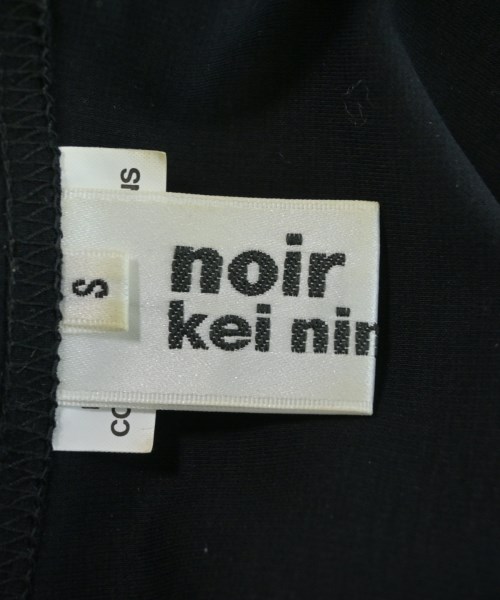 noir
kei nin
S